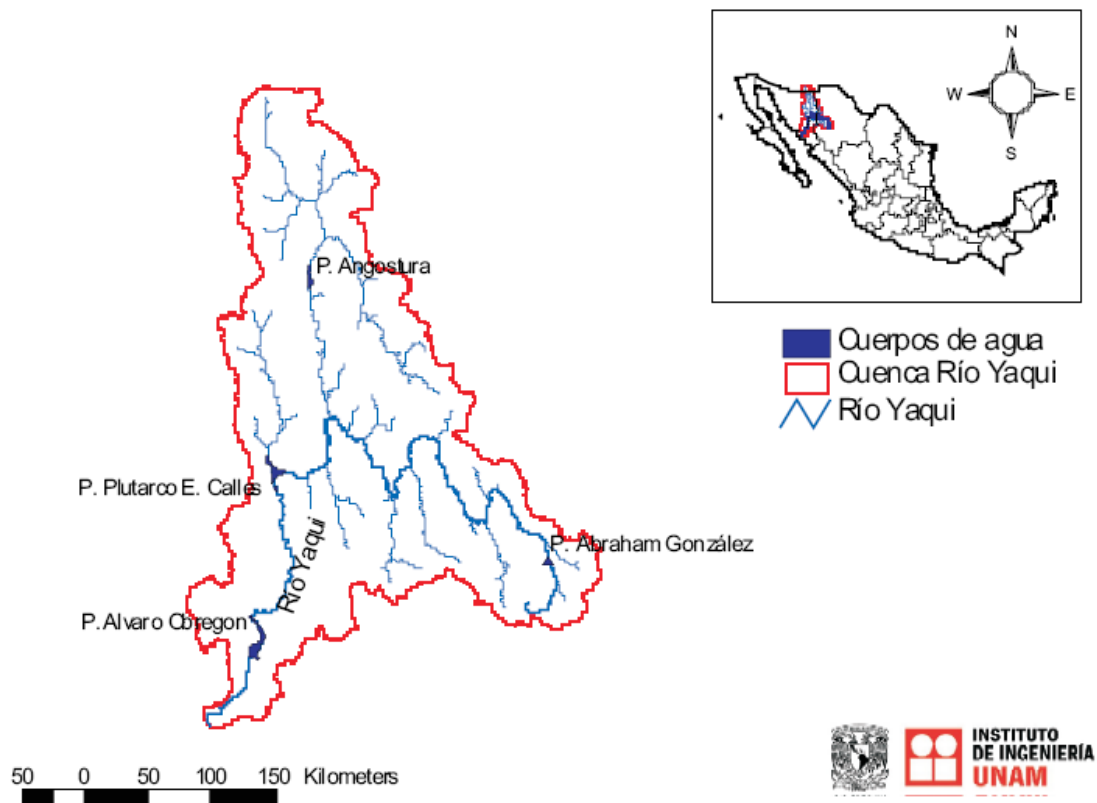 N
W E
S
P. Angostura
Cuerpos de agua
Cuenca Río Yaqui
Río Yaqui
P. Plutarco E. Calles
Río Yaqui
P. Abraham González
P. Alvaro Obregon
50 0 50 100 150 Kilometers
INSTITUTO
DE INGENIERÍA
UNAM